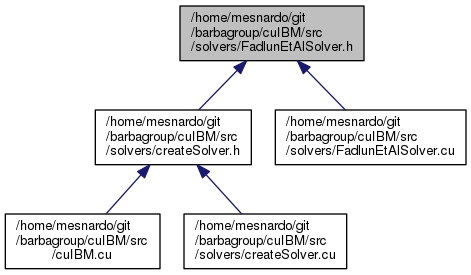 /home/mesnardo/git
/barbagroup/cuIBM/src
/solvers/FadlunEtAlSolver.h
/home/mesnardo/git
/barbagroup/cuIBM/src
/solvers/createSolver.h
/home/mesnardo/git
/barbagroup/cuIBM/src
/solvers/FadlunEtAlSolver.cu
/home/mesnardo/git
/barbagroup/cuIBM/src
/cuIBM.cu
/home/mesnardo/git
/barbagroup/cuIBM/src
/solvers/createSolver.cu